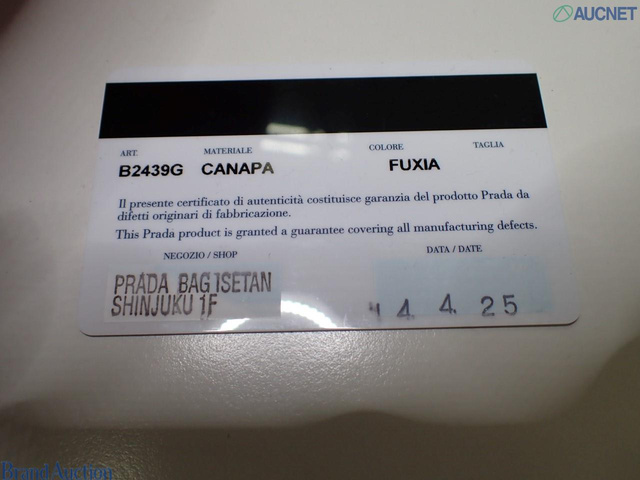 AUCNET
ART. MATERIALE COLORE TAGLIA
B2439G CANAPA FUXIA
Il presente certificato di autenticità costituisce garanzia del prodotto Prada da
difetti originari di fabbricazione.
This Prada product is granted a guarantee covering all manufacturing defects.
NEGOZIO / SHOP DATA / DATE
PRADA BAG ISETAN
SHINJUKU 1F
4 4 25
Brand Auction